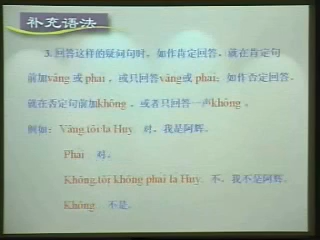 补充语法
3. 回答这样的疑问句时，如作肯定回答，就在肯定句
前加vâng 或 phai ，或只回答vâng或 phai；如作否定回答，
就在否定句前加không ，或者只回答一声không 。
例如：Vâng,tôi la Huy 对，我是阿辉。
Phai 对。
Không,tôi không phai la Huy. 不，我不是阿辉。
Không 不是。